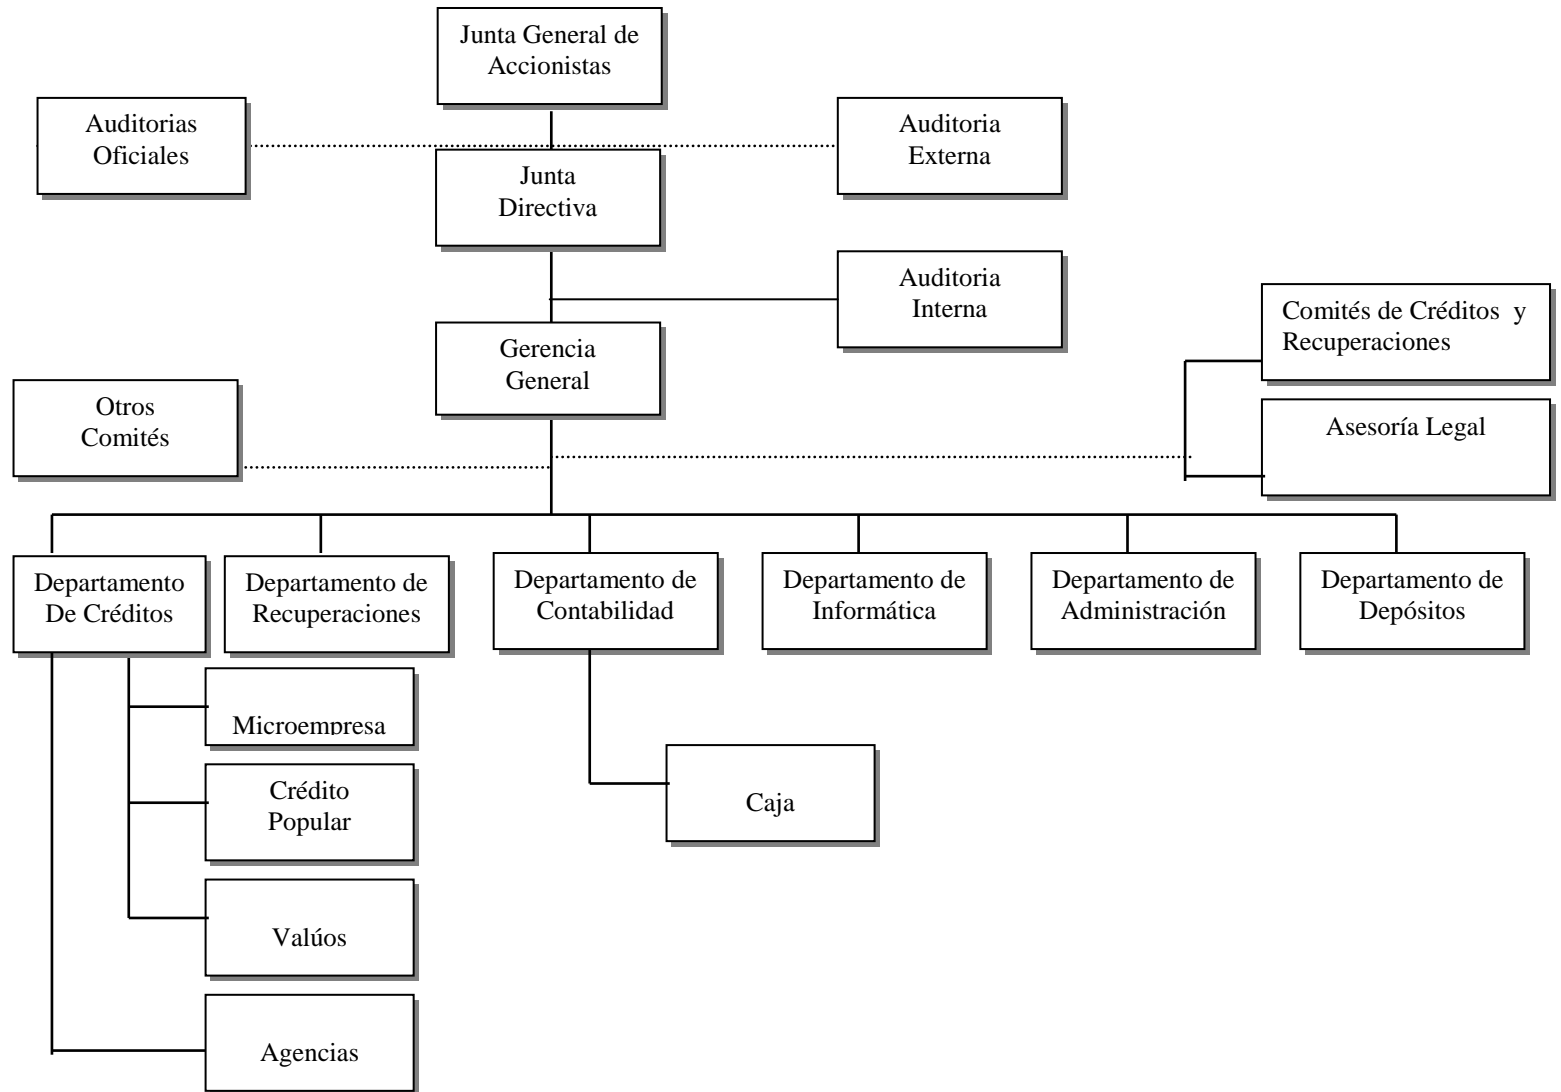 Junta General de
Accionistas
Auditorias
Oficiales
Auditoria
Externa
Junta
Directiva
Auditoria
Interna
Comités de Créditos y
Recuperaciones
Gerencia
General
Otros
Comités
Asesoría Legal
Departamento
De Créditos
Departamento de
Recuperaciones
Departamento de
Contabilidad
Departamento de
Informática
Departamento de
Administración
Departamento de
Depósitos
Microempresa
Crédito
Popular
Caja
Valúos
Agencias